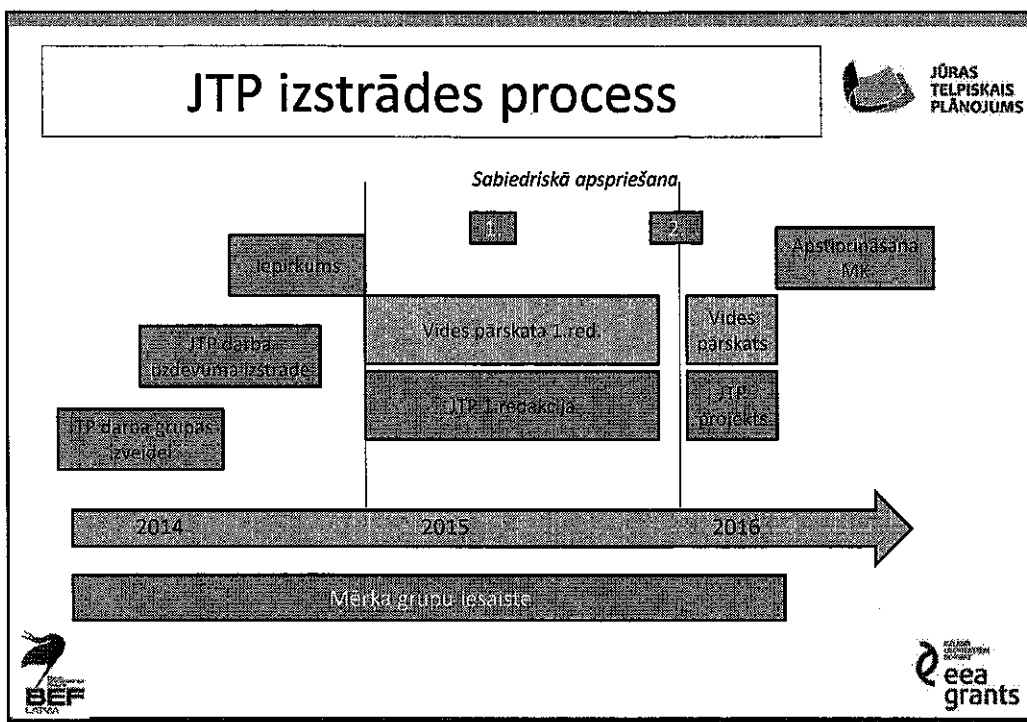 JTP izstrādes process
JŪRAS
TELPISKAIS
PLĀNOJUMS
Sabiedriskā apspriešana
1.
2.
Iepirkums
Apstiprināšana
MK
Vides pārskata 1.red.
Vides
pārskats
JTP darba
uzdevuma izstrāde
JTP 1.redakcija
JTP
projekts
JTP darba grupas
izveide
2014
2015
2016
Mērķa grupu iesaiste
BEF
LATVIA
eea
grants